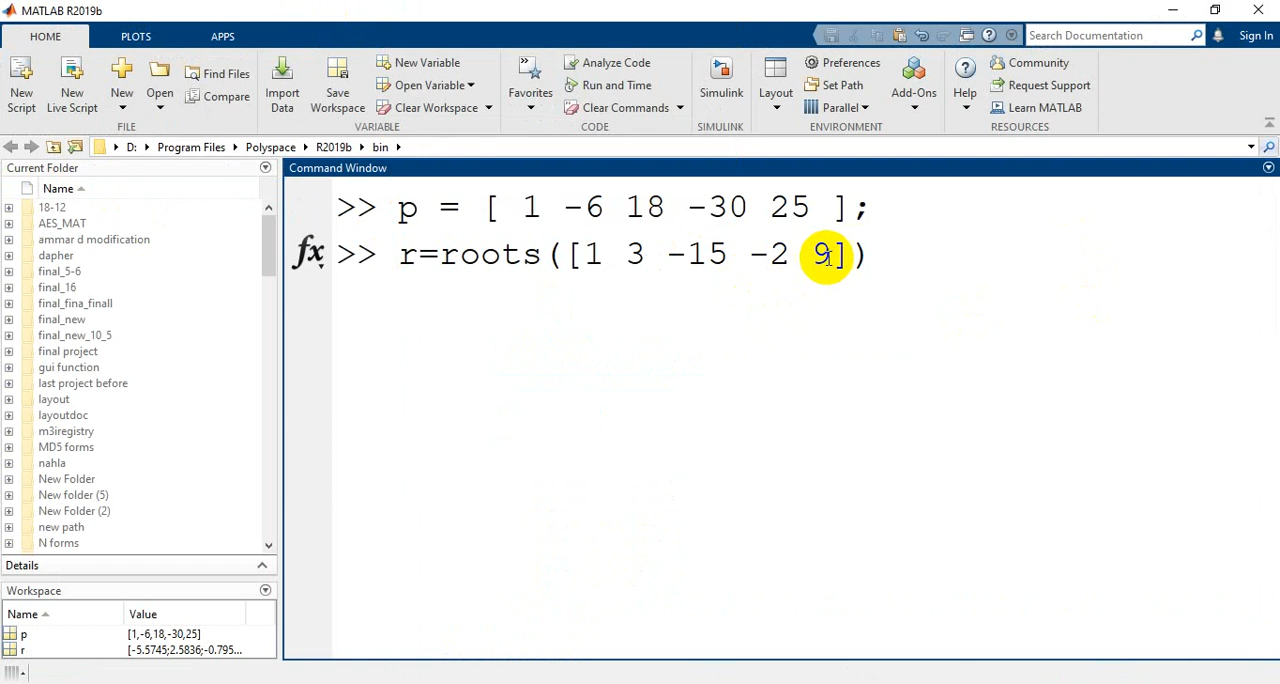 MATLAB R2019b
HOME PLOTS APPS Search Documentation Sign In
New Script New Live Script New Open Find Files Compare Import Data Save Workspace New Variable Open Variable Clear Workspace Favorites Analyze Code Run and Time Clear Commands Simulink Layout Preferences Set Path Parallel Add-Ons Help Community Request Support Learn MATLAB
FILE VARIABLE CODE SIMULINK ENVIRONMENT RESOURCES
D: Program Files Polyspace R2019b bin
Current Folder
Name
18-12
AES_MAT
ammar d modification
dapher
final_5-6
final_16
final_fina_finall
final_new
final_new_10_5
final project
gui function
last project before
layout
layoutdoc
m3iregistry
MD5 forms
nahla
New Folder
New folder (5)
New Folder (2)
new path
N forms
Details
Workspace
Name Value
p [1,-6,18,-30,25]
r [-5.5745;2.5836;-0.795...
Command Window
>> p = [ 1 -6 18 -30 25 ];
fx >> r=roots([1 3 -15 -2 9])